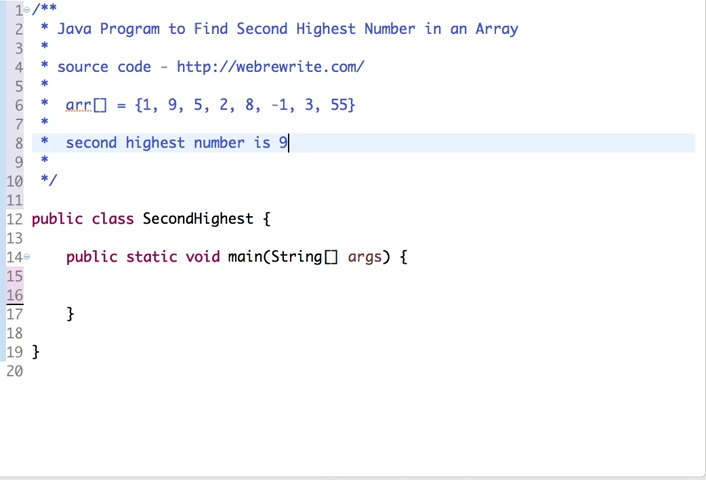 1 /**
2 * Java Program to Find Second Highest Number in an Array
3 *
4 * source code - http://webrewrite.com/
5 *
6 * arr[] = {1, 9, 5, 2, 8, -1, 3, 55}
7 *
8 * second highest number is 9
9 *
10 */
11
12 public class SecondHighest {
13
14 public static void main(String[] args) {
15
16
17 }
18
19 }
20